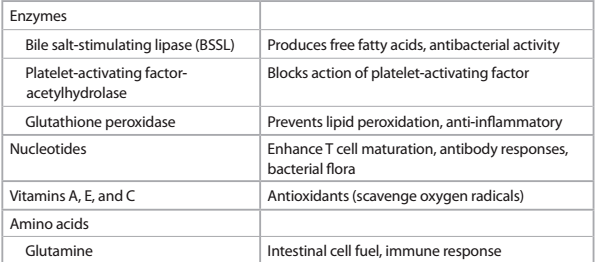 Enzymes
Bile salt-stimulating lipase (BSSL) Produces free fatty acids, antibacterial activity
Platelet-activating factor- Blocks action of platelet-activating factor
acetylhydrolase
Glutathione peroxidase Prevents lipid peroxidation, anti-inflammatory
Nucleotides Enhance T cell maturation, antibody responses,
bacterial flora
Vitamins A, E, and C Antioxidants (scavenge oxygen radicals)
Amino acids
Glutamine Intestinal cell fuel, immune response